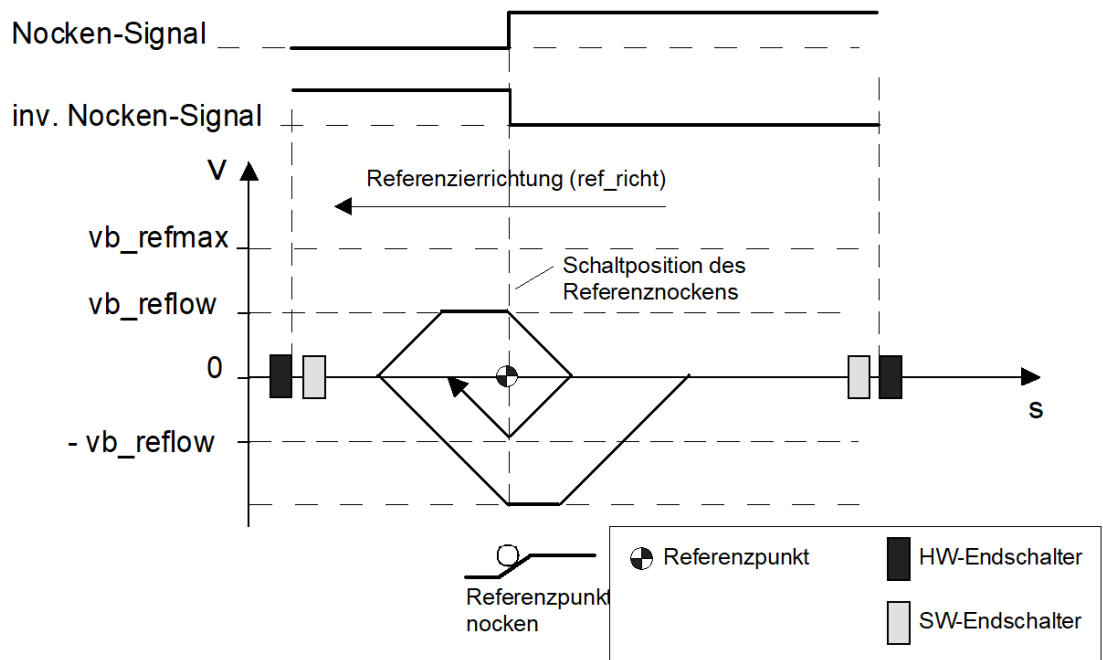 Nocken-Signal
inv. Nocken-Signal
V
Referenzierrichtung (ref_richt)
vb_refmax
Schaltposition des
Referenznockens
vb_reflow
0
s
- vb_reflow
Referenzpunkt
nocken
Referenzpunkt
HW-Endschalter
SW-Endschalter